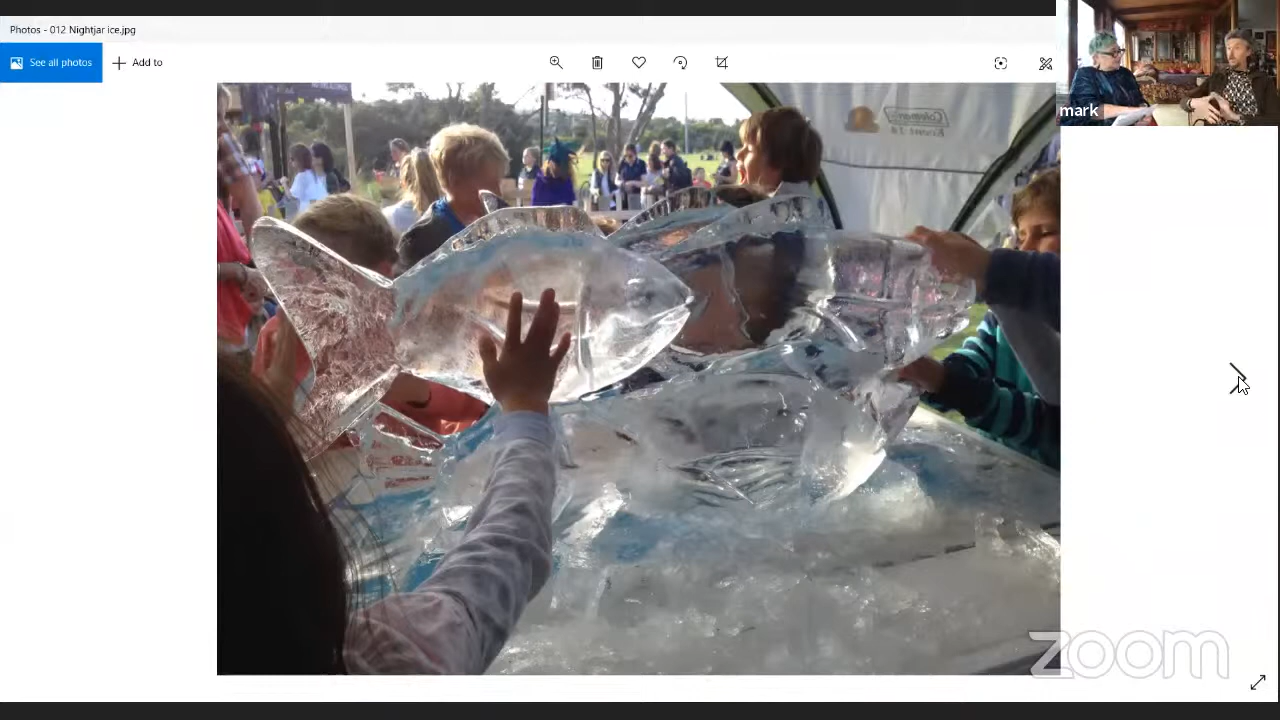 Photos - 012 Nightjar ice.jpg
See all photos
Add to
mark
Coleman
zoom